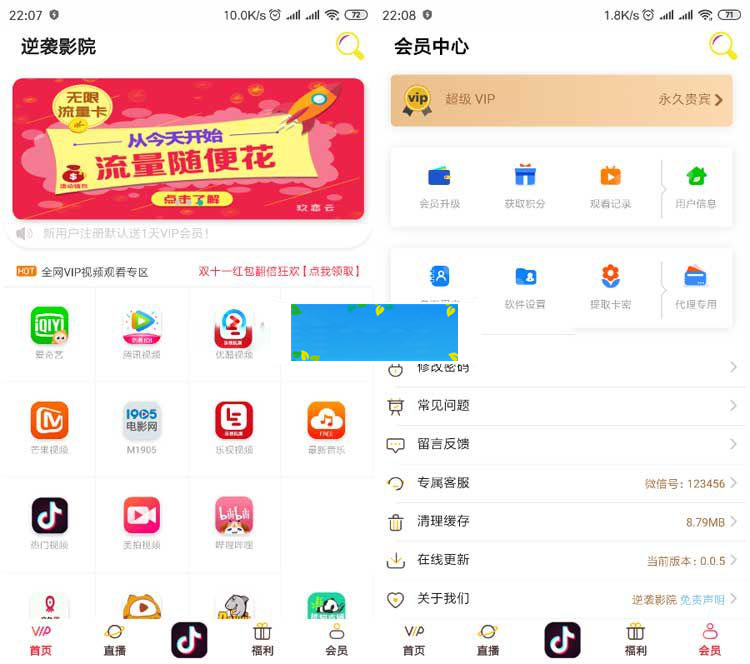 22:07
10.0K/s
72
逆袭影院
无限
流量卡
从今天开始
流量随便花
流动钱包
点击了解
玖恋云
新用户注册默认送1天VIP会员!
HOT 全网VIP视频观看专区
双十一红包翻倍狂欢【点我领取】
iQIYI
爱奇艺
腾讯视频
优酷视频
芒果视频
1905
电影网
M1905
乐视视频
FREE
最新音乐
热门视频
美拍视频
bilibili
哔哩哔哩
VIP
首页
直播
福利
会员
22:08
1.8K/s
71
会员中心
vip
超级 VIP
永久贵宾
会员升级
获取积分
观看记录
用户信息
软件设置
提取卡密
代理专用
修改密码
常见问题
留言反馈
专属客服
微信号:123456
清理缓存
8.79MB
在线更新
当前版本:0.0.5
关于我们
逆袭影院 免责声明
VIP
首页
直播
福利
会员